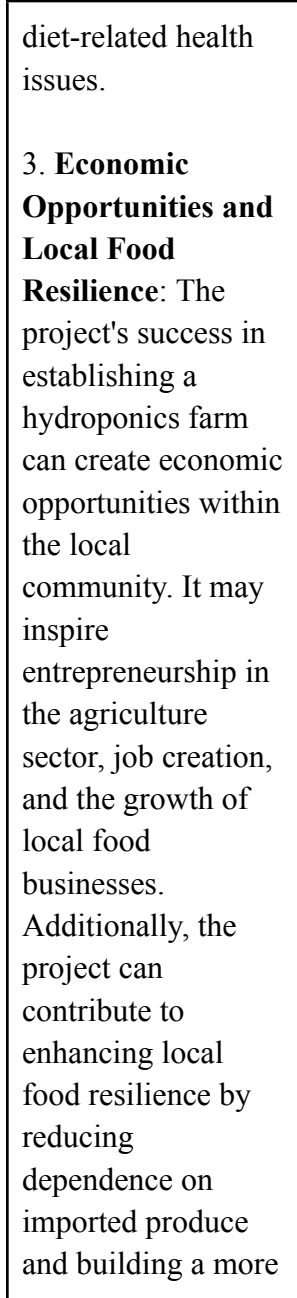 diet-related health
issues.
3. Economic
Opportunities and
Local Food
Resilience: The
project's success in
establishing a
hydroponics farm
can create economic
opportunities within
the local
community. It may
inspire
entrepreneurship in
the agriculture
sector, job creation,
and the growth of
local food
businesses.
Additionally, the
project can
contribute to
enhancing local
food resilience by
reducing
dependence on
imported produce
and building a more